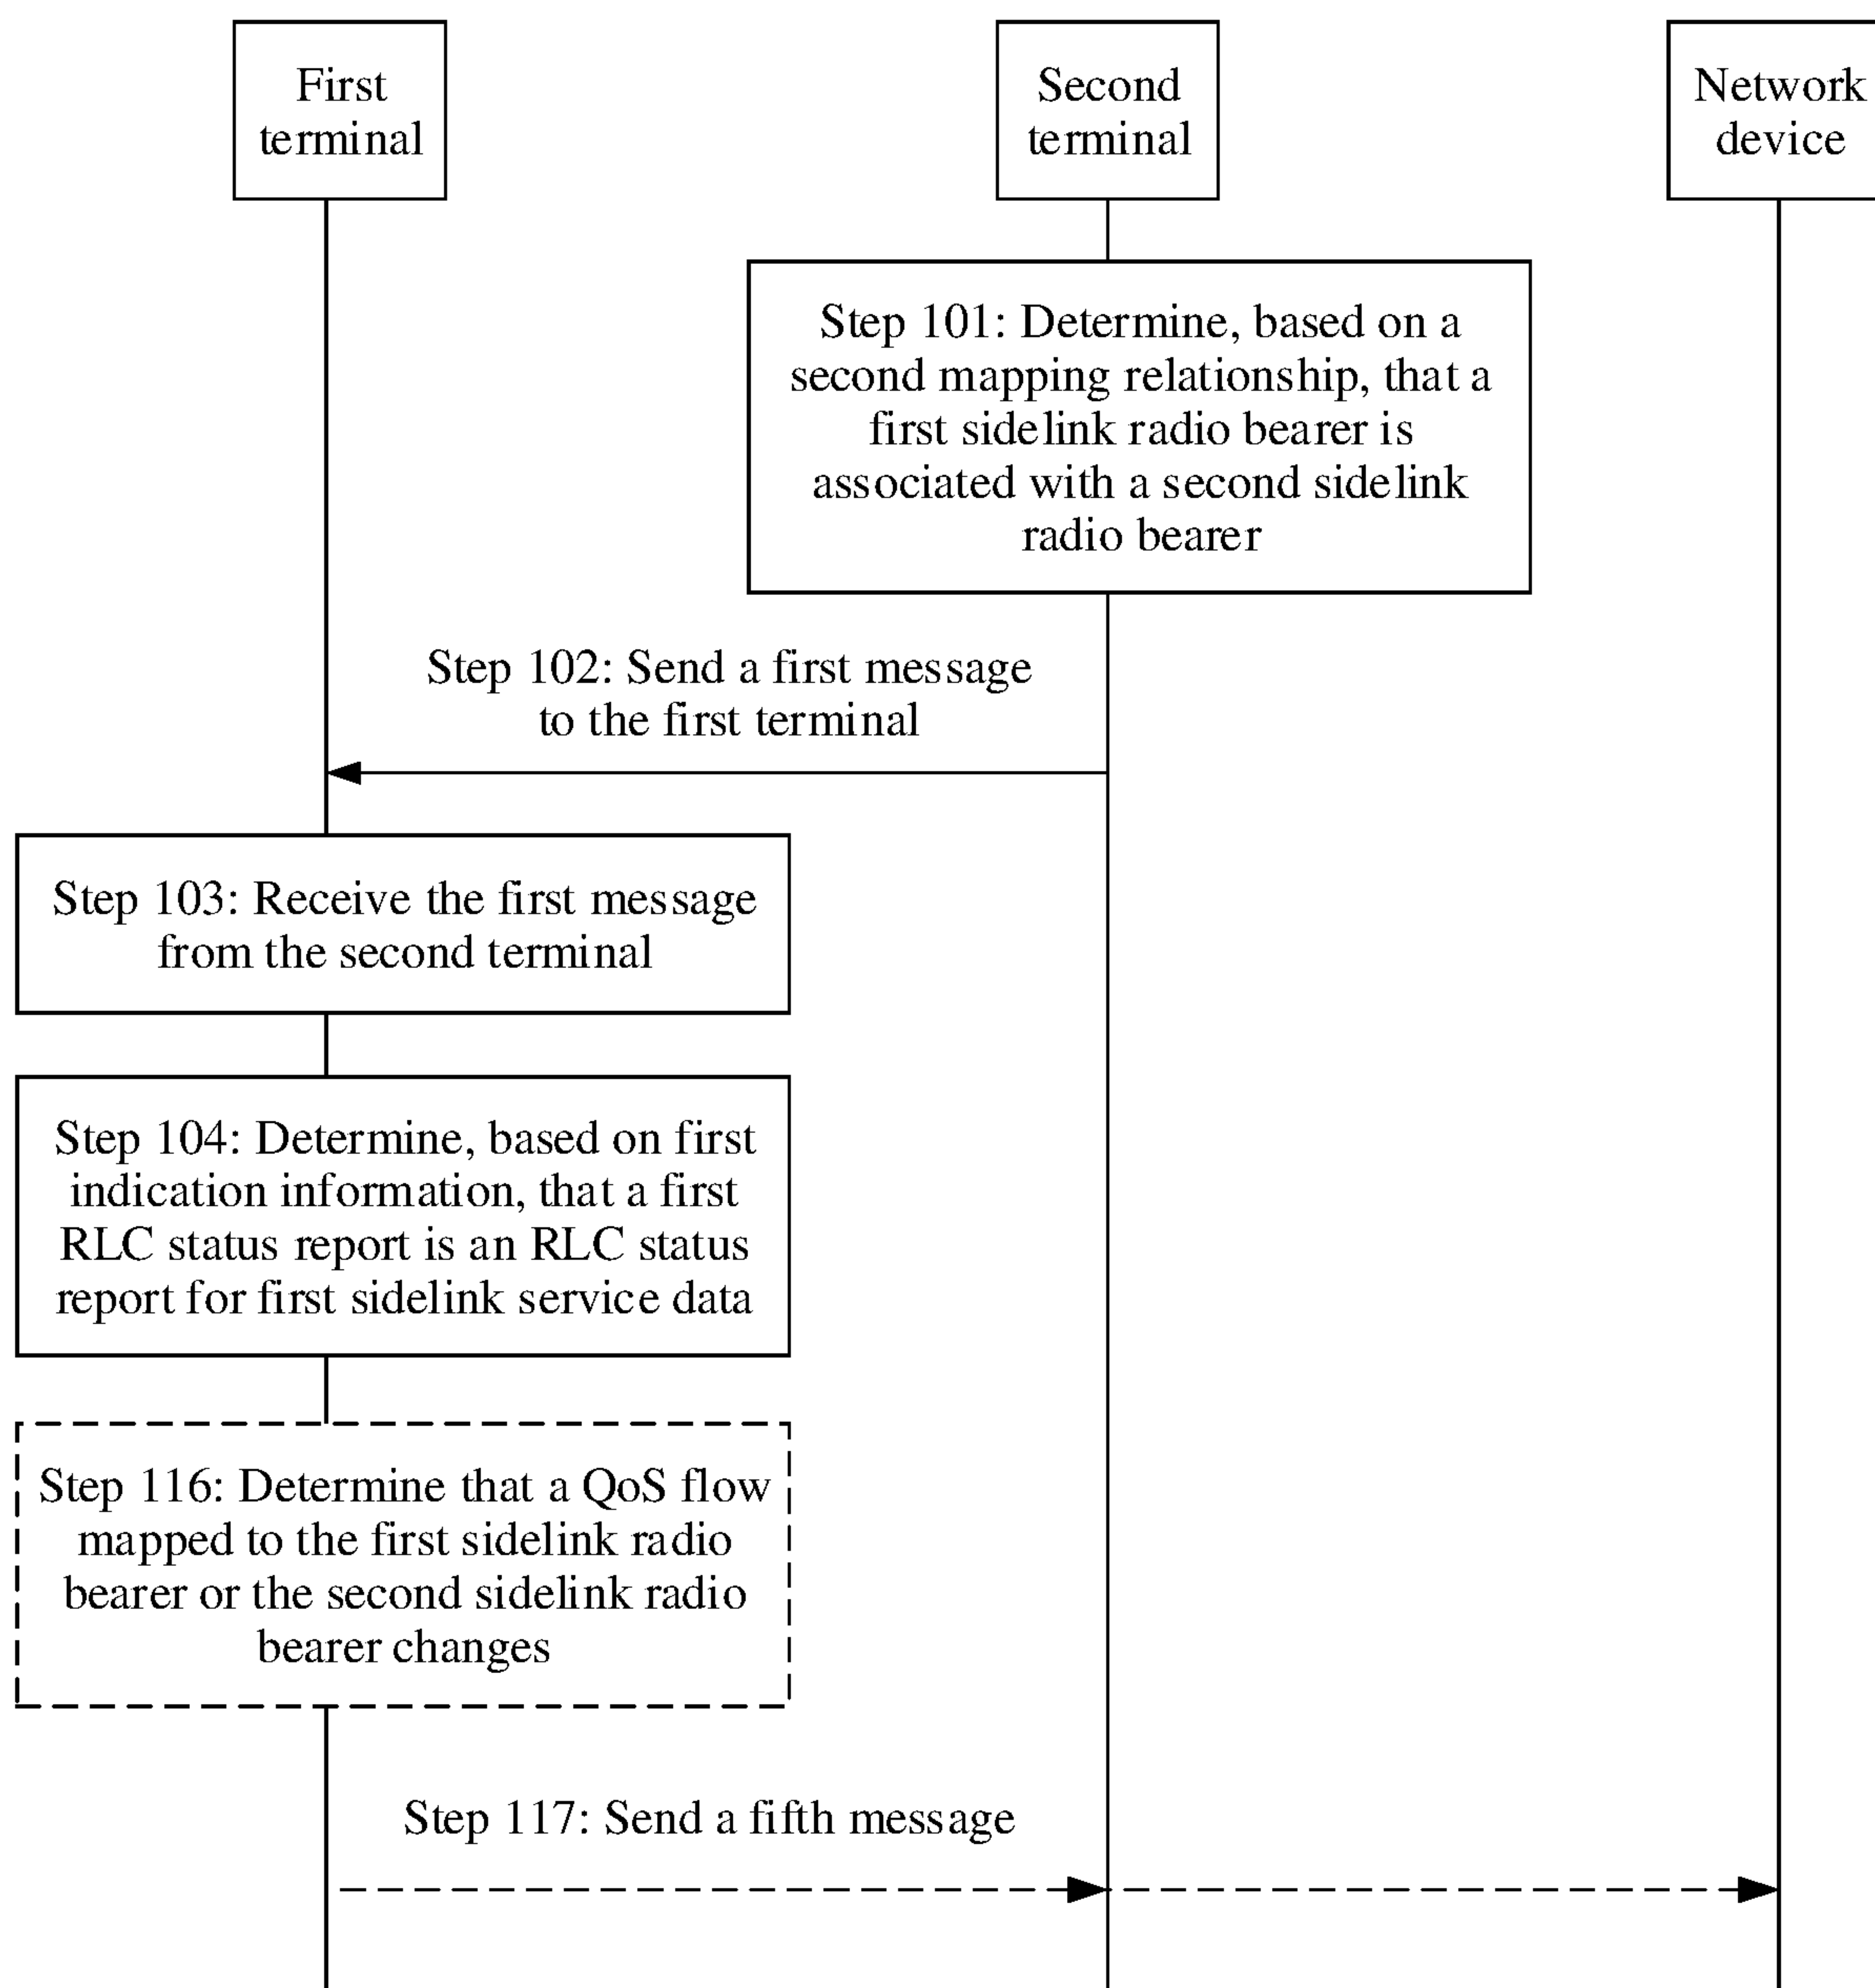 First
terminal
Second
terminal
Network
device
Step 101: Determine, based on a
second mapping relationship, that a
first sidelink radio bearer is
associated with a second sidelink
radio bearer
Step 102: Send a first message
to the first terminal
Step 103: Receive the first message
from the second terminal
Step 104: Determine, based on first
indication information, that a first
RLC status report is an RLC status
report for first sidelink service data
Step 116: Determine that a QoS flow
mapped to the first sidelink radio
bearer or the second sidelink radio
bearer changes
Step 117: Send a fifth message